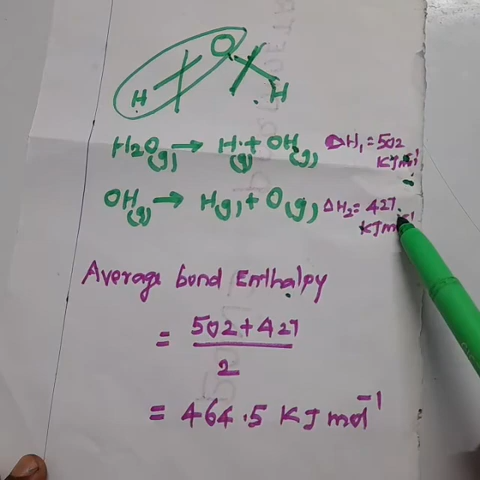 O
H
H
H₂O(g) → H(g) + OH(g) ΔH₁ = 502 KJmol⁻¹
OH(g) → H(g) + O(g) ΔH₂ = 427 KJmol⁻¹
Average bond Enthalpy
= 502 + 427
2
= 464.5 KJ mol⁻¹